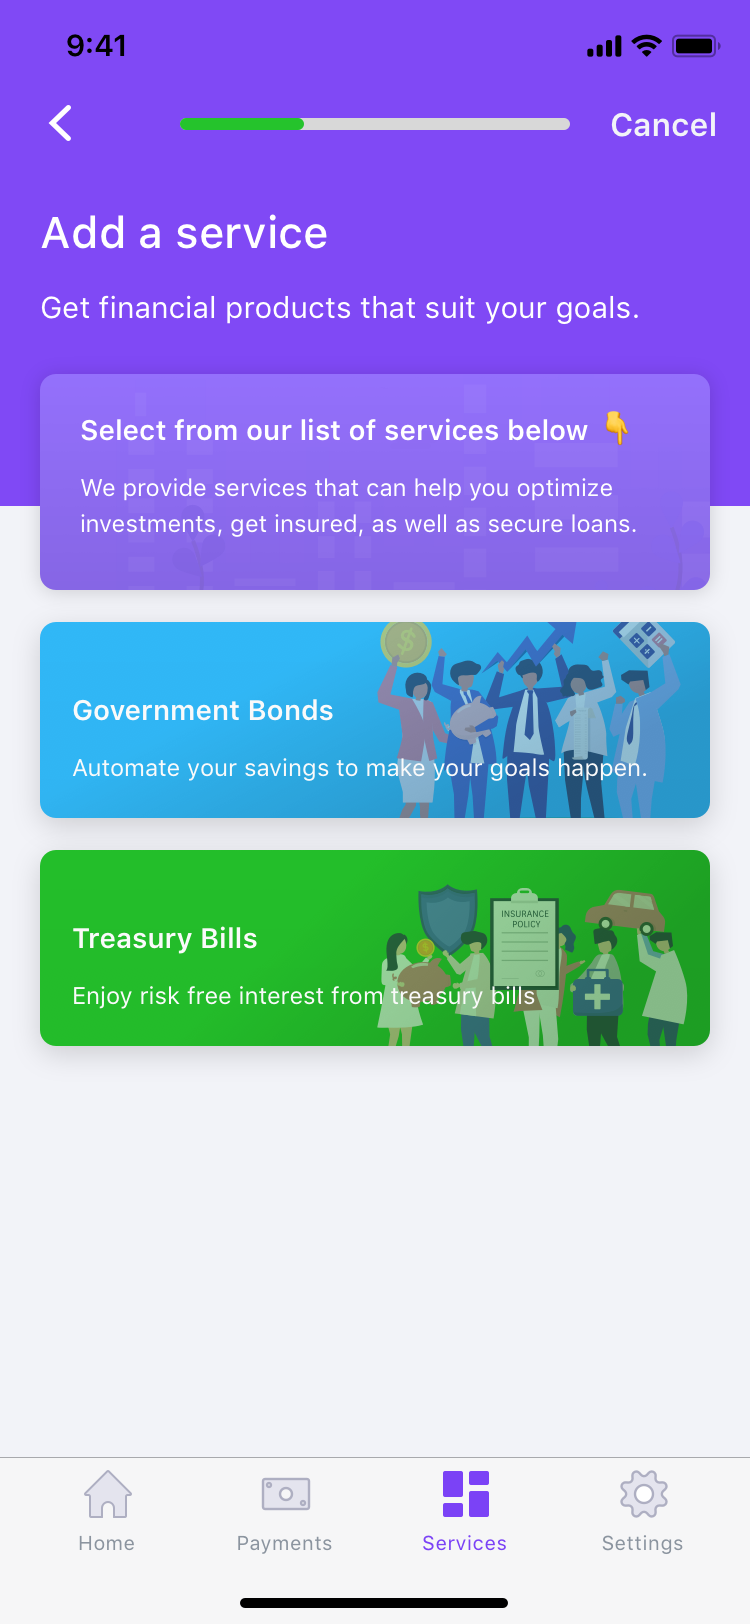 9:41
Cancel
Add a service
Get financial products that suit your goals.
Select from our list of services below 👇
We provide services that can help you optimize
investments, get insured, as well as secure loans.
$
Government Bonds
Automate your savings to make your goals happen.
INSURANCE
POLICY
$
Treasury Bills
Enjoy risk free interest from treasury bills
Home
Payments
Services
Settings